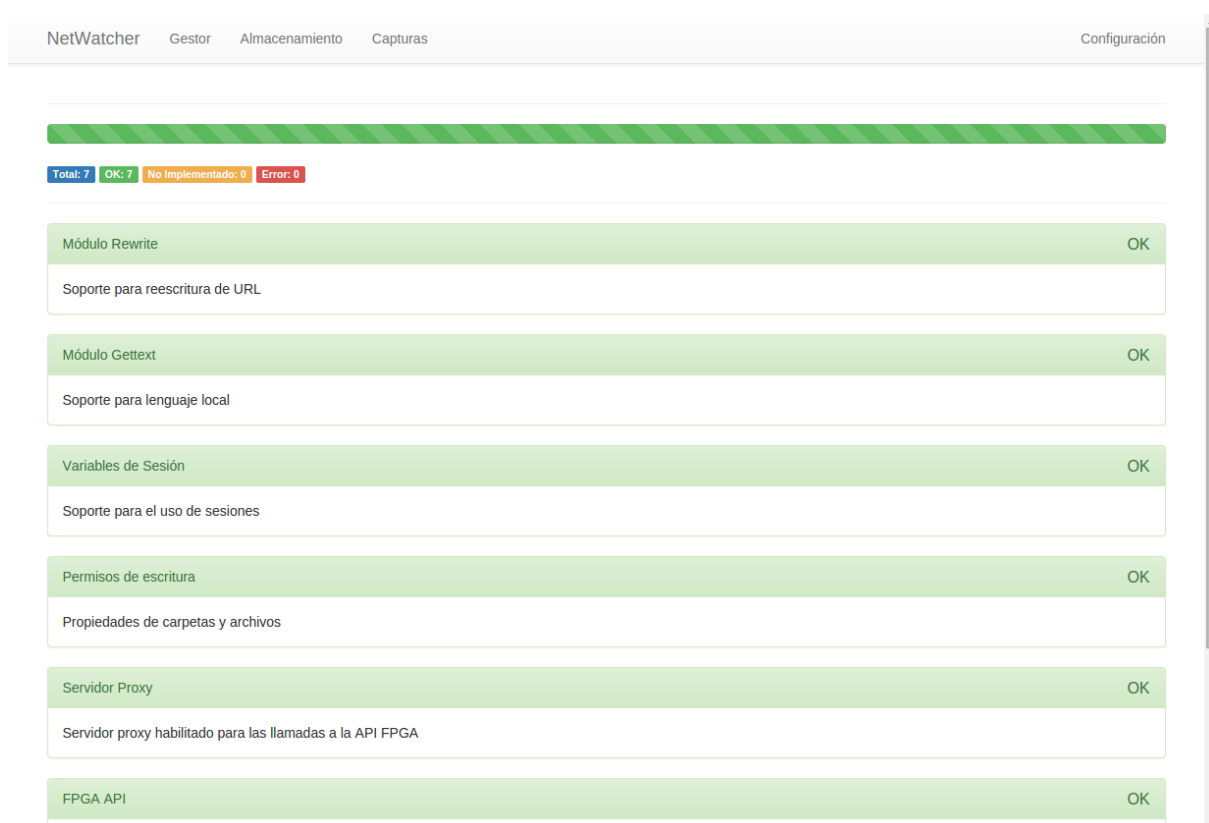 NetWatcher Gestor Almacenamiento Capturas Configuración
Total: 7 OK: 7 No Implementado: 0 Error: 0
Módulo Rewrite OK
Soporte para reescritura de URL
Módulo Gettext OK
Soporte para lenguaje local
Variables de Sesión OK
Soporte para el uso de sesiones
Permisos de escritura OK
Propiedades de carpetas y archivos
Servidor Proxy OK
Servidor proxy habilitado para las llamadas a la API FPGA
FPGA API OK